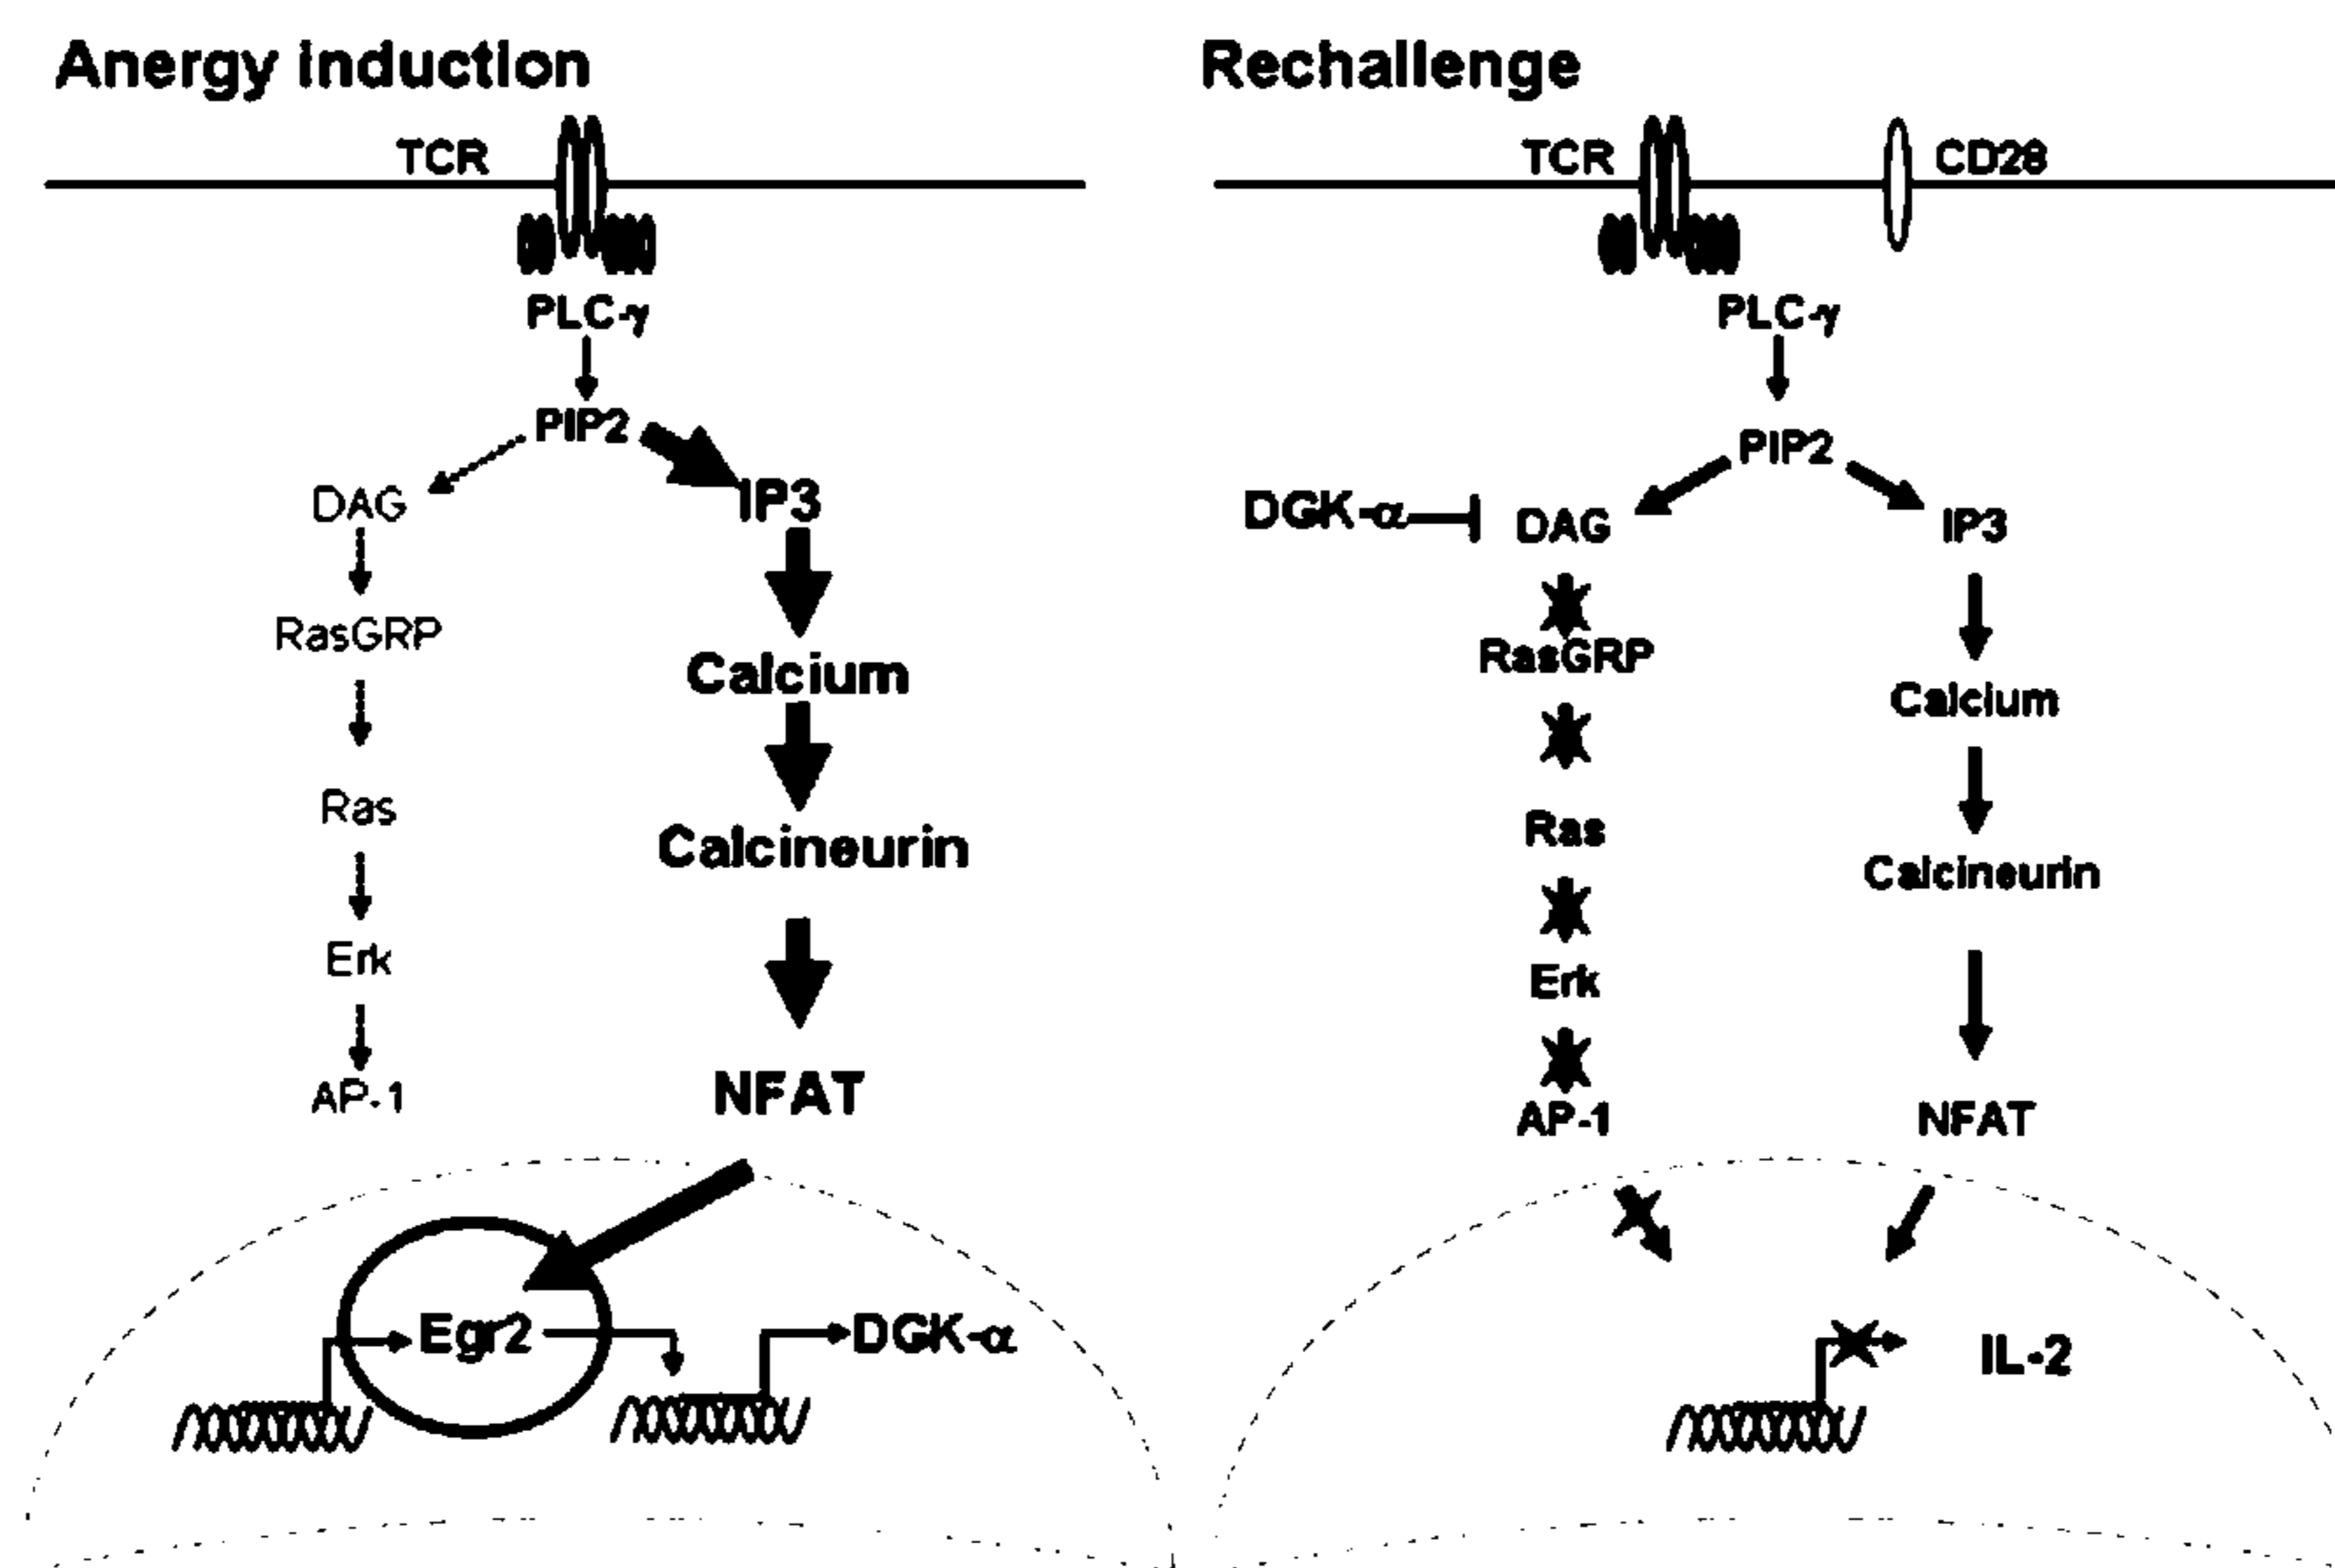 Anergy induction
TCR
PLC-γ
PIP2
DAG
IP3
RasGRP
Calcium
Ras
Calcineurin
Erk
AP-1
NFAT
Egr2
DGK-α
Rechallenge
TCR
CD28
PLC-γ
PIP2
DGK-α
DAG
IP3
RasGRP
Calcium
Ras
Calcineurin
Erk
AP-1
NFAT
IL-2